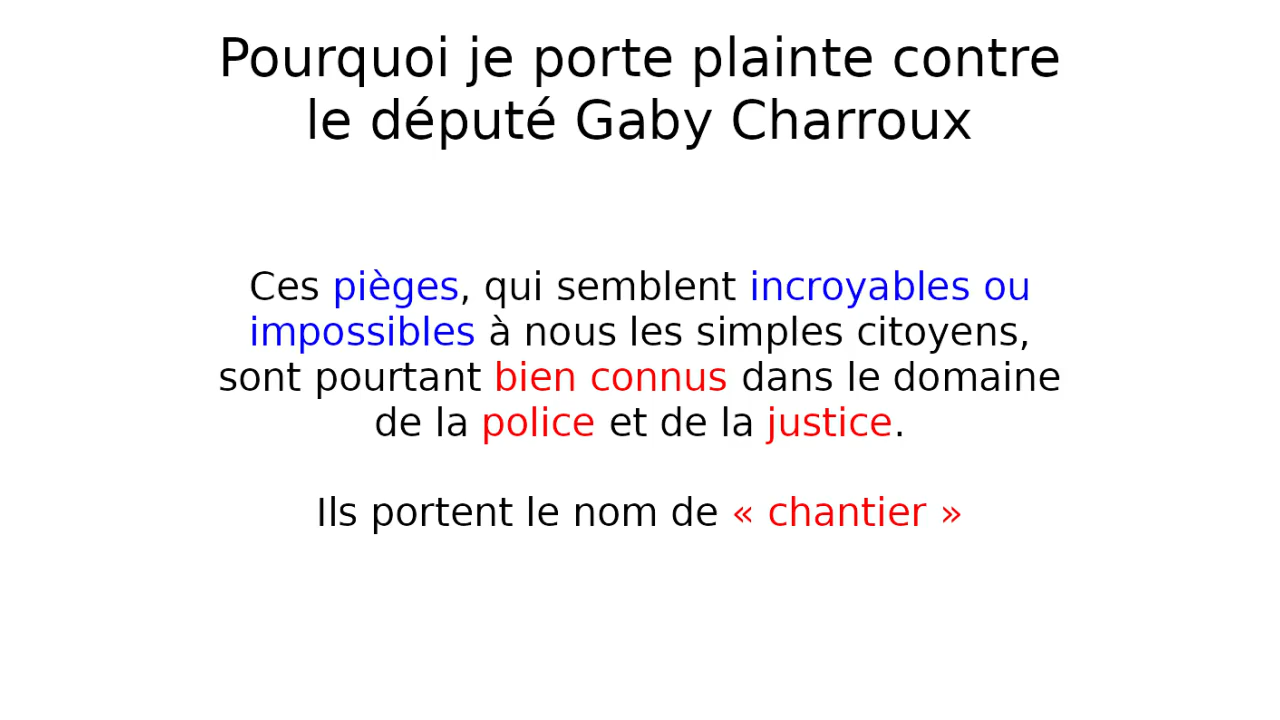 Pourquoi je porte plainte contre
le député Gaby Charroux
Ces pièges, qui semblent incroyables ou
impossibles à nous les simples citoyens,
sont pourtant bien connus dans le domaine
de la police et de la justice.
Ils portent le nom de « chantier »